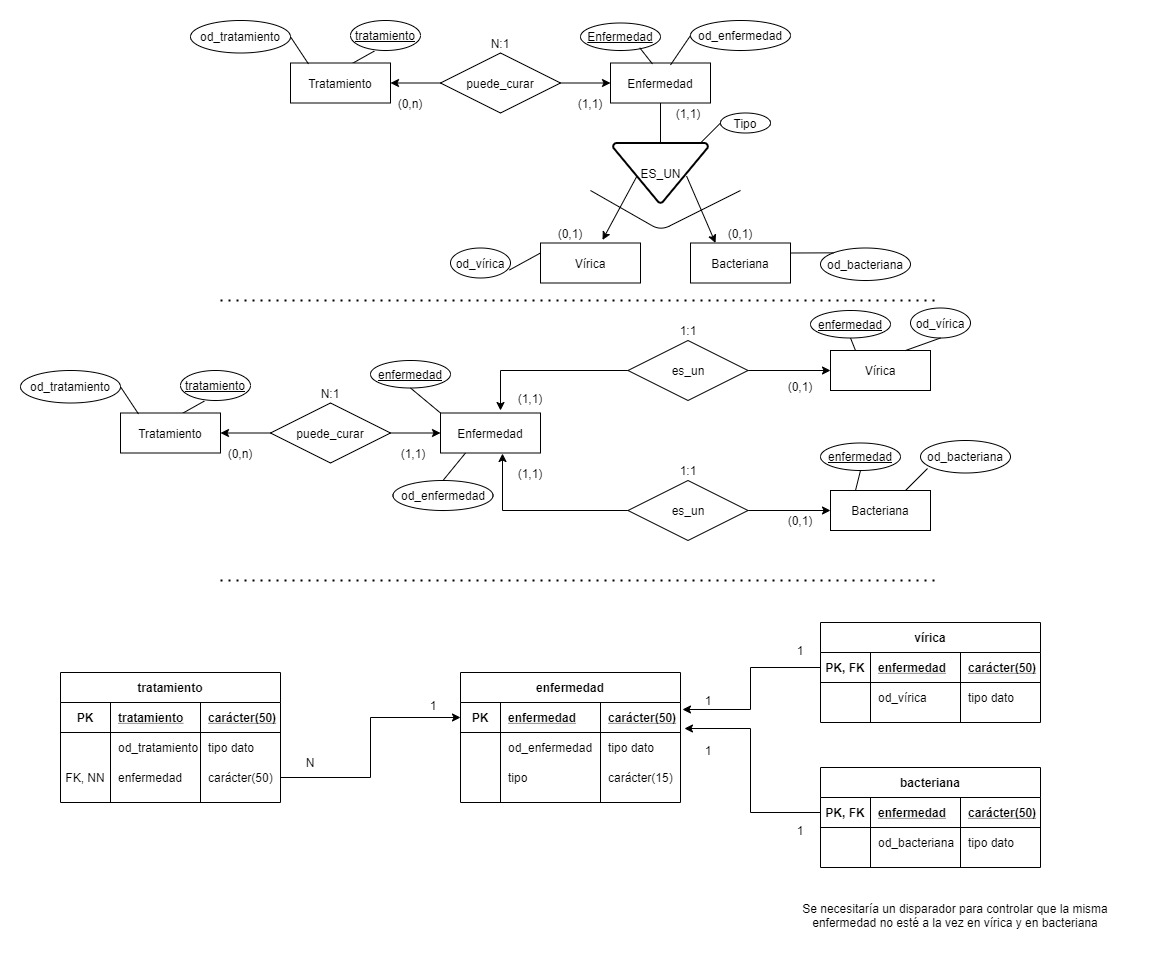 od_tratamiento
tratamiento
N:1
Enfermedad
od_enfermedad
Tratamiento
puede_curar
Enfermedad
(0,n)
(1,1)
(1,1)
Tipo
ES_UN
(0,1)
(0,1)
od_vírica
Vírica
Bacteriana
od_bacteriana
1:1
enfermedad
od_vírica
es_un
Vírica
(0,1)
od_tratamiento
tratamiento
N:1
enfermedad
(1,1)
Tratamiento
puede_curar
Enfermedad
(0,n)
(1,1)
(1,1)
od_enfermedad
1:1
enfermedad
od_bacteriana
es_un
Bacteriana
(0,1)
tratamiento
PK tratamiento carácter(50)
od_tratamiento tipo dato
FK, NN enfermedad carácter(50)
N
1
enfermedad
PK enfermedad carácter(50)
od_enfermedad tipo dato
tipo carácter(15)
1
1
vírica
PK, FK enfermedad carácter(50)
od_vírica tipo dato
1
1
bacteriana
PK, FK enfermedad carácter(50)
od_bacteriana tipo dato
Se necesitaría un disparador para controlar que la misma
enfermedad no esté a la vez en vírica y en bacteriana